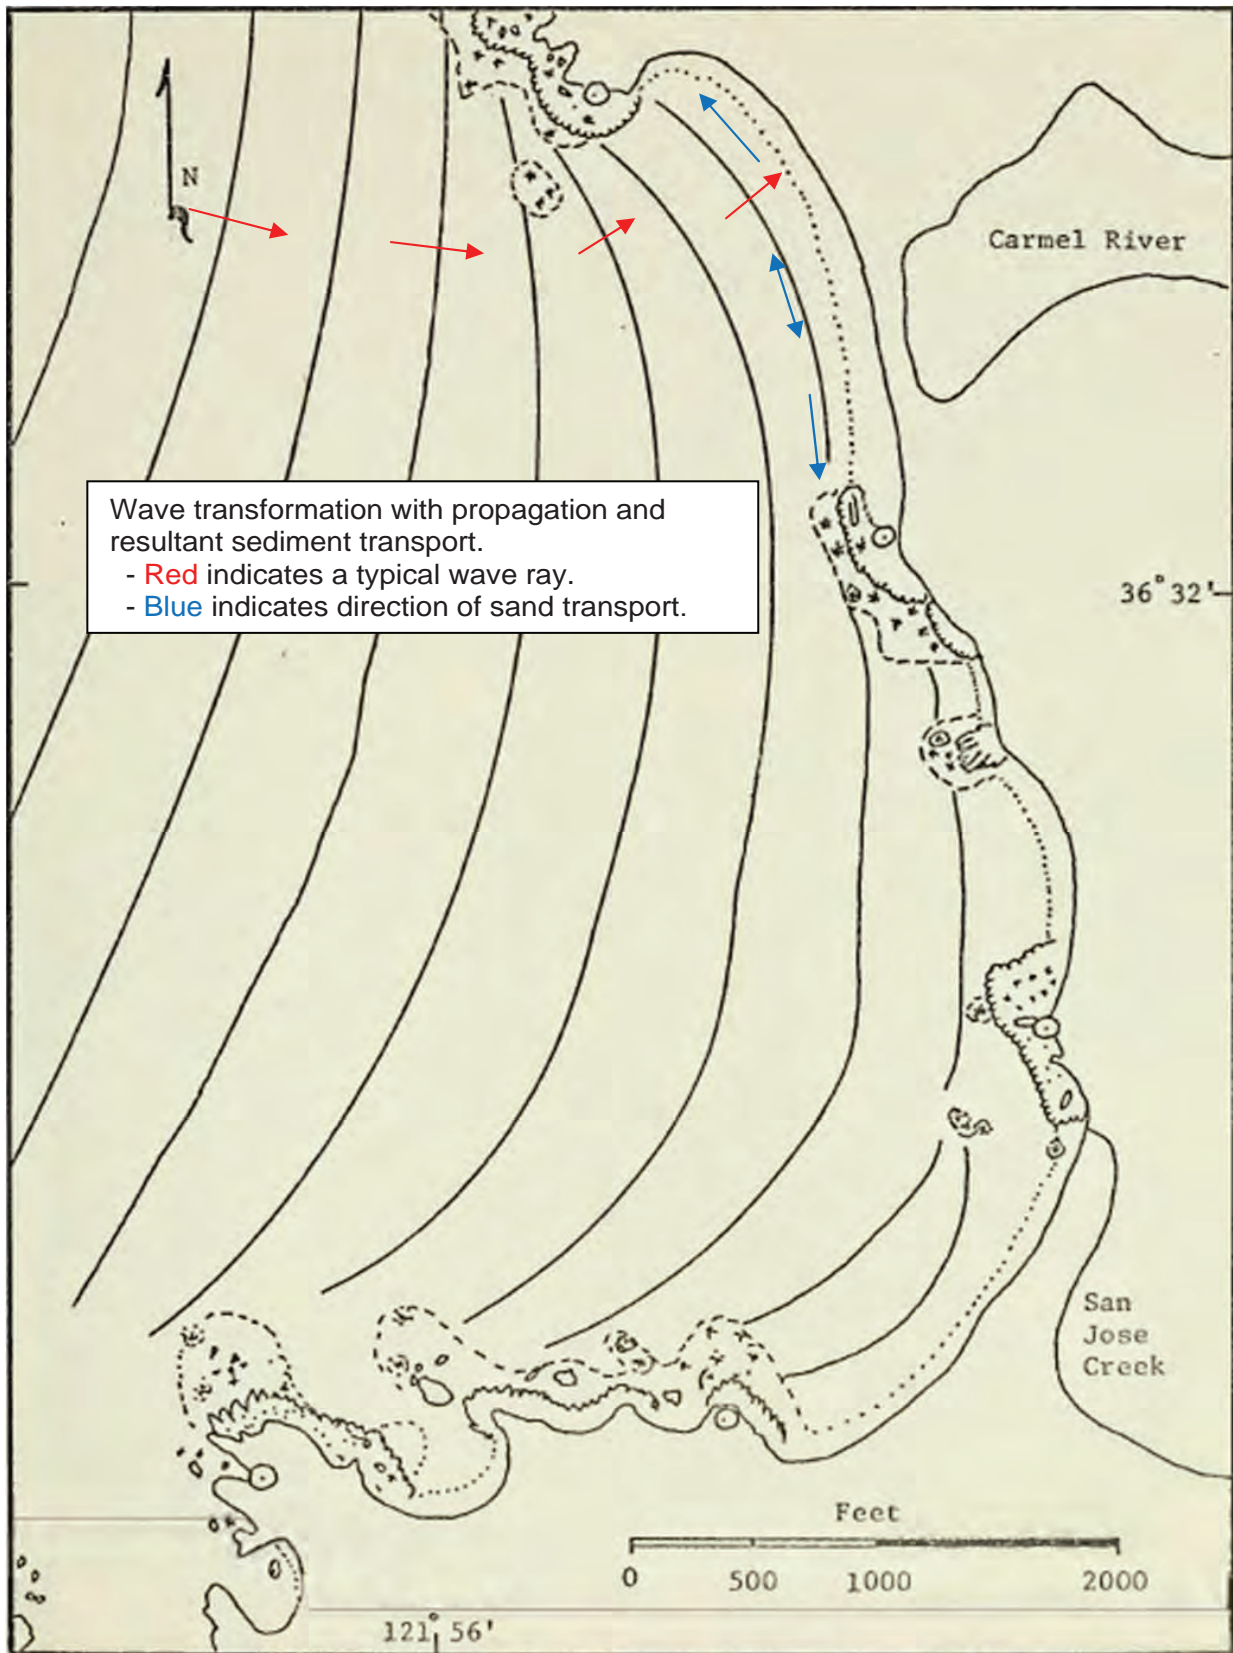 N
Carmel River
Wave transformation with propagation and
resultant sediment transport.
- Red indicates a typical wave ray.
- Blue indicates direction of sand transport.
36°32'
San
Jose
Creek
Feet
0 500 1000 2000
121°56'